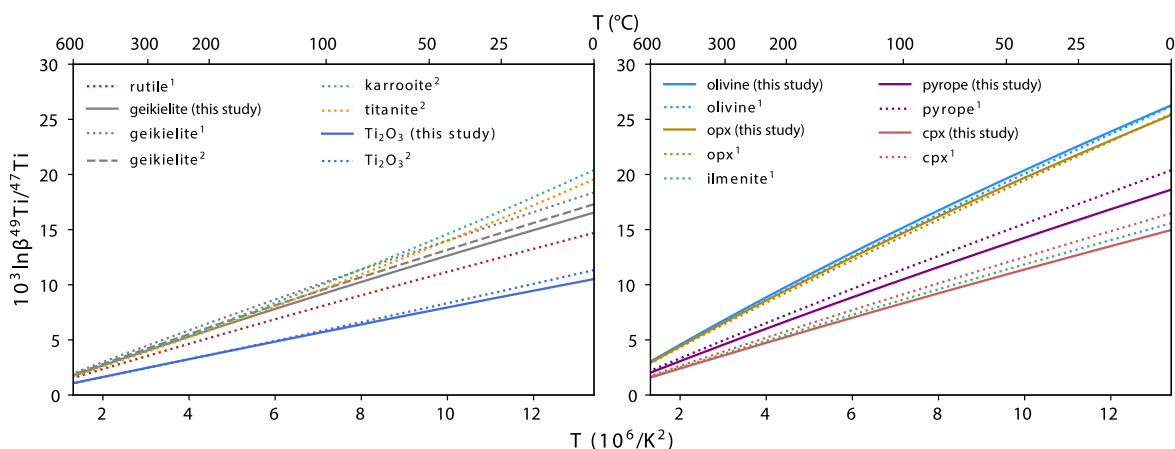 T (°C)
600 300 200 100 50 25 0
600 300 200 100 50 25 0
10³lnβ⁴⁹Ti/⁴⁷Ti
30
25
20
15
10
5
0
rutile¹
geikielite (this study)
geikielite¹
geikielite²
karrooite²
titanite²
Ti₂O₃ (this study)
Ti₂O₃²
2 4 6 8 10 12
30
25
20
15
10
5
0
olivine (this study)
olivine¹
opx (this study)
opx¹
ilmenite¹
pyrope (this study)
pyrope¹
cpx (this study)
cpx¹
2 4 6 8 10 12
T (10⁶/K²)